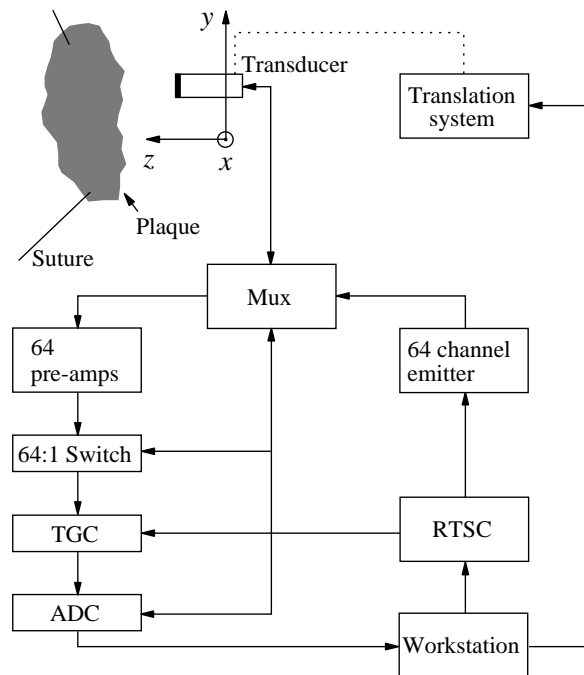 y
Transducer
Translation
system
z
x
Plaque
Suture
Mux
64
pre-amps
64 channel
emitter
64:1 Switch
TGC
RTSC
ADC
Workstation